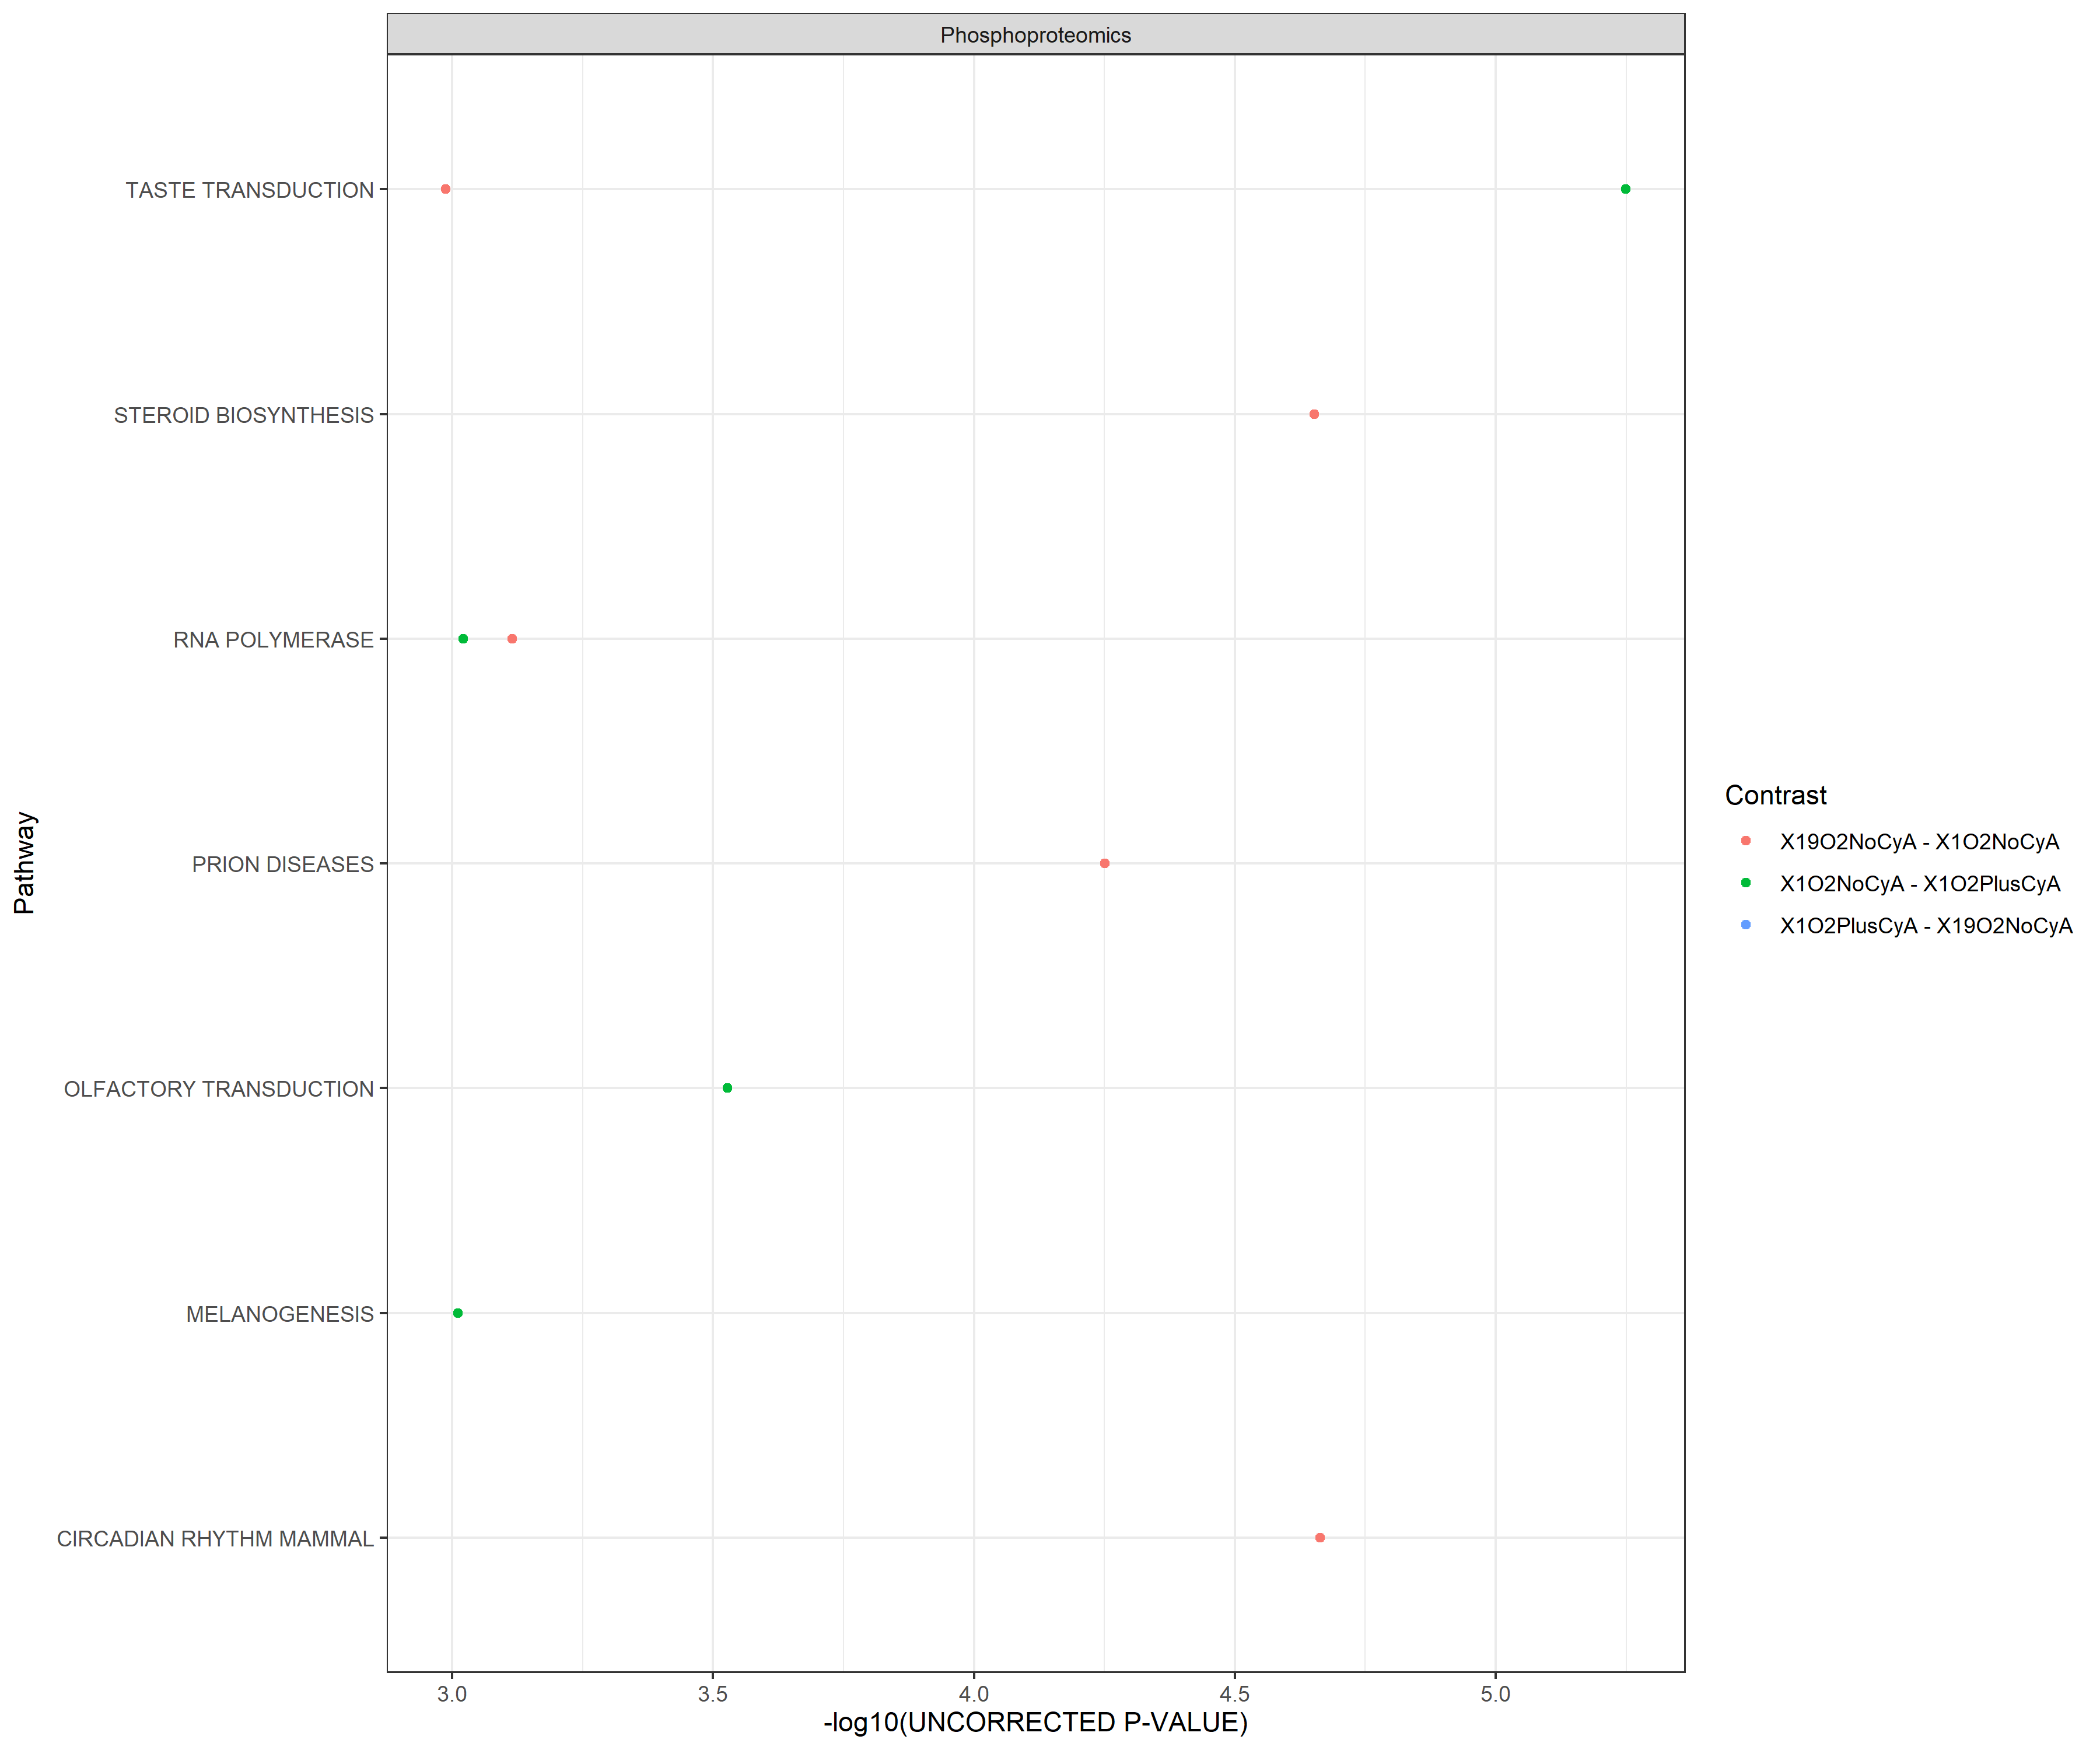 Phosphoproteomics
TASTE TRANSDUCTION
STEROID BIOSYNTHESIS
RNA POLYMERASE
PRION DISEASES
OLFACTORY TRANSDUCTION
MELANOGENESIS
CIRCADIAN RHYTHM MAMMAL
Pathway
3.0 3.5 4.0 4.5 5.0
-log10(UNCORRECTED P-VALUE)
Contrast
X19O2NoCyA - X1O2NoCyA
X1O2NoCyA - X1O2PlusCyA
X1O2PlusCyA - X19O2NoCyA